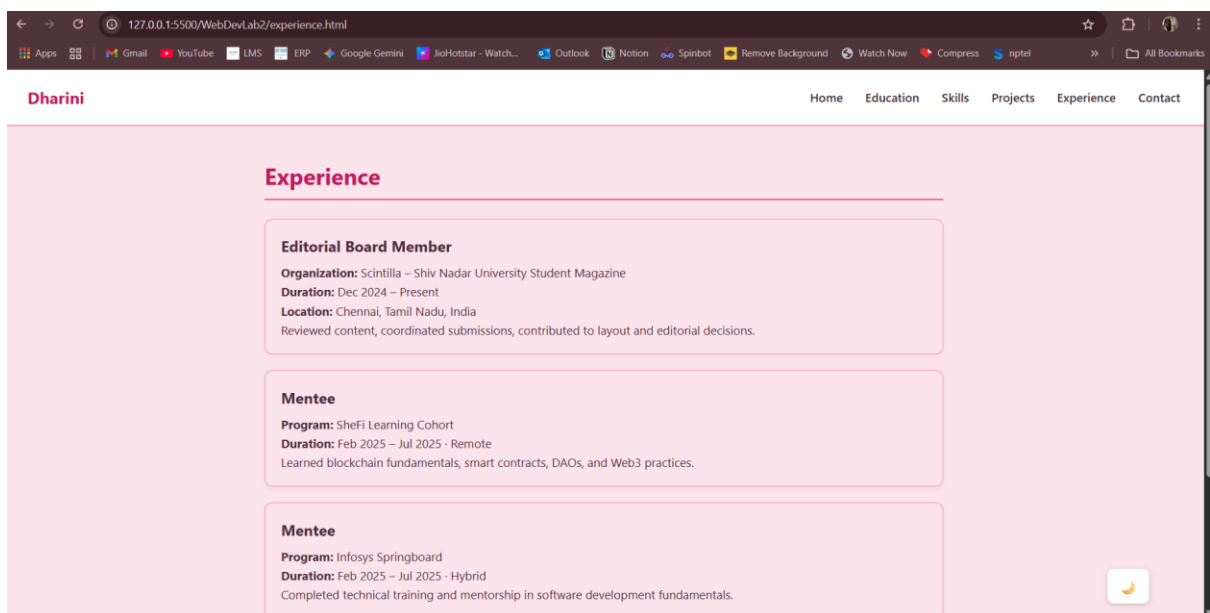 127.0.0.1:5500/WebDevLab2/experience.html
Apps Gmail YouTube LMS ERP Google Gemini JioHotstar - Watch... Outlook Notion Spinbot Remove Background Watch Now Compress nptel » All Bookmarks
Dharini Home Education Skills Projects Experience Contact
Experience
Editorial Board Member
Organization: Scintilla – Shiv Nadar University Student Magazine
Duration: Dec 2024 – Present
Location: Chennai, Tamil Nadu, India
Reviewed content, coordinated submissions, contributed to layout and editorial decisions.
Mentee
Program: SheFi Learning Cohort
Duration: Feb 2025 – Jul 2025 · Remote
Learned blockchain fundamentals, smart contracts, DAOs, and Web3 practices.
Mentee
Program: Infosys Springboard
Duration: Feb 2025 – Jul 2025 · Hybrid
Completed technical training and mentorship in software development fundamentals.